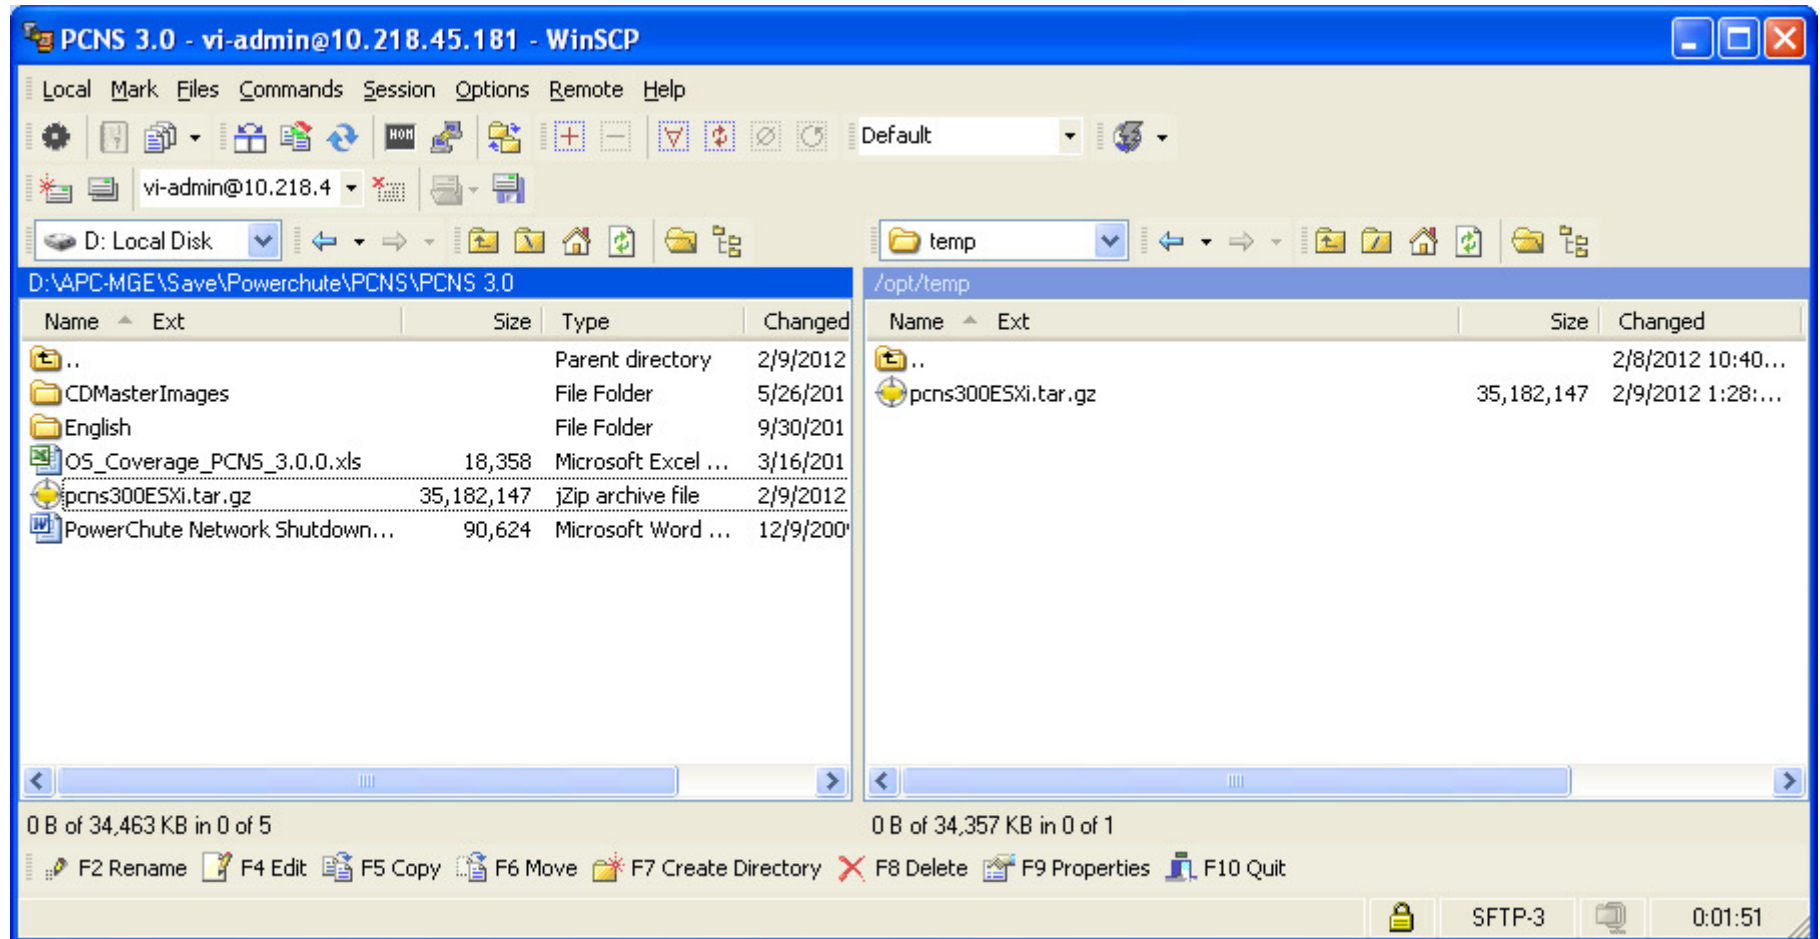 PCNS 3.0 - vi-admin@10.218.45.181 - WinSCP
Local Mark Files Commands Session Options Remote Help
Default
vi-admin@10.218.4
D: Local Disk temp
D:\APC-MGE\Save\Powerchute\PCNS\PCNS 3.0 /opt/temp
Name Ext Size Type Changed Name Ext Size Changed
.. Parent directory 2/9/2012 .. 2/8/2012 10:40...
CDMasterImages File Folder 5/26/201 pcns300ESXi.tar.gz 35,182,147 2/9/2012 1:28:...
English File Folder 9/30/201
OS_Coverage_PCNS_3.0.0.xls 18,358 Microsoft Excel ... 3/16/201
pcns300ESXi.tar.gz 35,182,147 jZip archive file 2/9/2012
PowerChute Network Shutdown... 90,624 Microsoft Word ... 12/9/200
0 B of 34,463 KB in 0 of 5 0 B of 34,357 KB in 0 of 1
F2 Rename F4 Edit F5 Copy F6 Move F7 Create Directory F8 Delete F9 Properties F10 Quit
SFTP-3 0:01:51